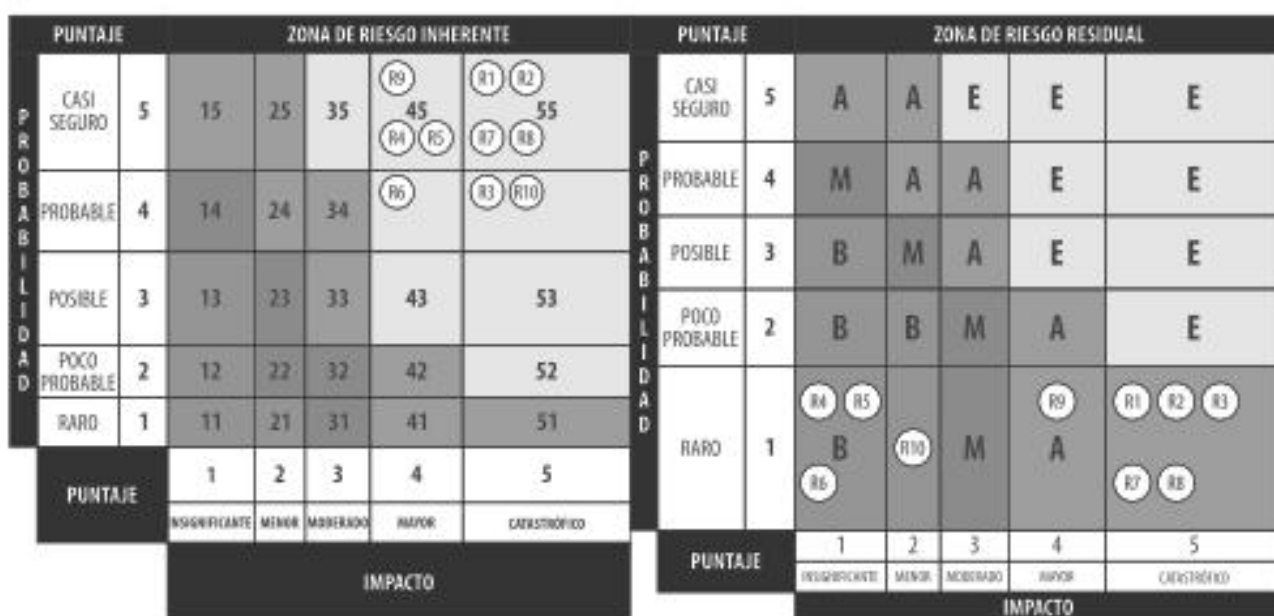 PUNTAJE ZONA DE RIESGO INHERENTE
PROBABILIDAD
CASI SEGURO 5 15 25 35 R9 45 R4 R5 R1 R2 55 R7 R8
PROBABLE 4 14 24 34 R6 R3 R10
POSIBLE 3 13 23 33 43 53
POCO PROBABLE 2 12 22 32 42 52
RARO 1 11 21 31 41 51
PUNTAJE 1 2 3 4 5
INSIGNIFICANTE MENOR MODERADO MAYOR CATASTRÓFICO
IMPACTO
PUNTAJE ZONA DE RIESGO RESIDUAL
PROBABILIDAD
CASI SEGURO 5 A A E E E
PROBABLE 4 M A A E E
POSIBLE 3 B M A E E
POCO PROBABLE 2 B B M A E
RARO 1 R4 R5 B R6 R10 M R9 A R1 R2 R3 R7 R8
PUNTAJE 1 2 3 4 5
INSIGNIFICANTE MENOR MODERADO MAYOR CATASTRÓFICO
IMPACTO